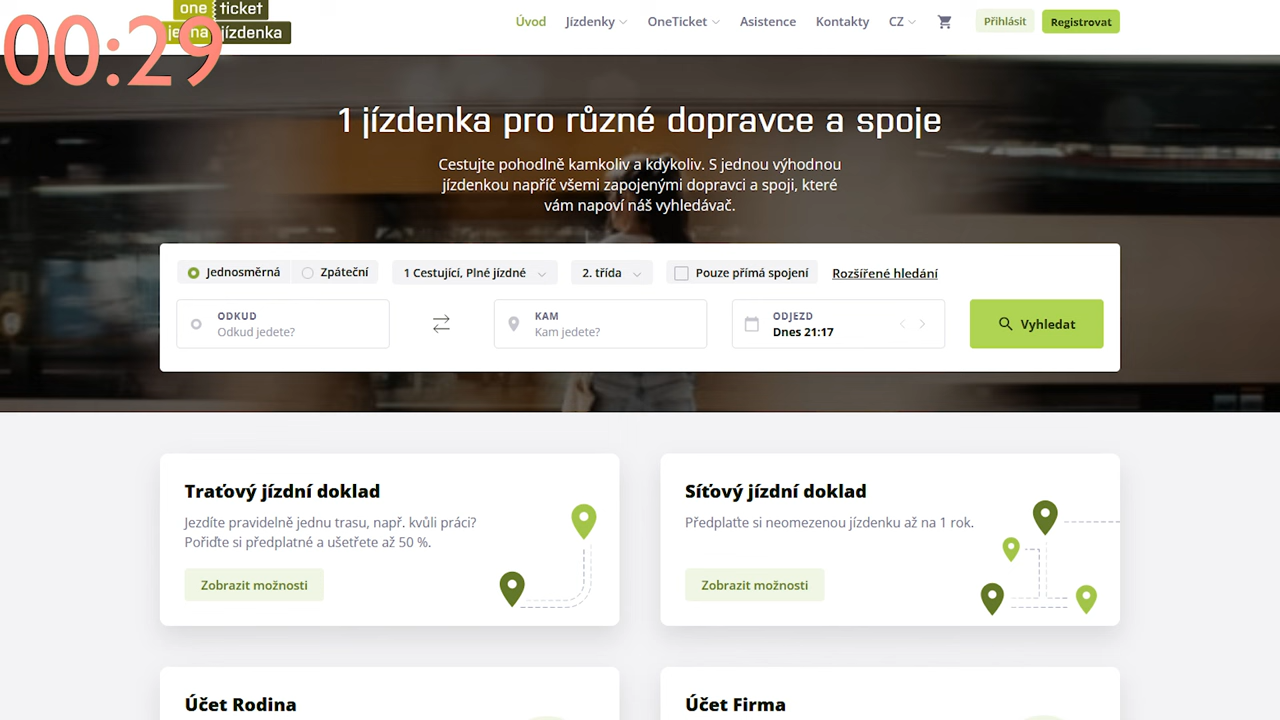 one ticket
jedna jízdenka
00:29
Úvod Jízdenky OneTicket Asistence Kontakty CZ Přihlásit Registrovat
1 jízdenka pro různé dopravce a spoje
Cestujte pohodlně kamkoliv a kdykoliv. S jednou výhodnou
jízdenkou napříč všemi zapojenými dopravci a spoji, které
vám napoví náš vyhledávač.
Jednosměrná Zpáteční 1 Cestující, Plné jízdné 2. třída Pouze přímá spojení Rozšířené hledání
ODKUD
Odkud jedete?
KAM
Kam jedete?
ODJEZD
Dnes 21:17
Vyhledat
Traťový jízdní doklad
Jezdíte pravidelně jednu trasu, např. kvůli práci?
Pořiďte si předplatné a ušetřete až 50 %.
Zobrazit možnosti
Síťový jízdní doklad
Předplaťte si neomezenou jízdenku až na 1 rok.
Zobrazit možnosti
Účet Rodina
Účet Firma